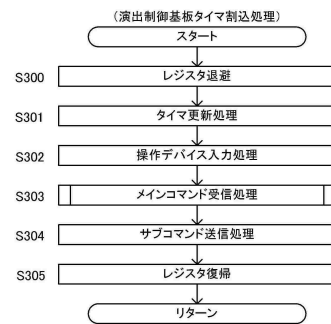 (演出制御基板タイマ割込処理)
スタート
S300 レジスタ退避
S301 タイマ更新処理
S302 操作デバイス入力処理
S303 メインコマンド受信処理
S304 サブコマンド送信処理
S305 レジスタ復帰
リターン